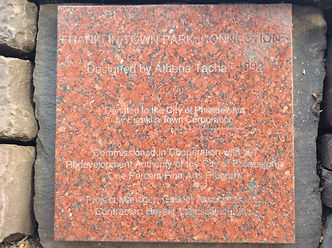 FRANKLIN TOWN PARK (CONNECTIONS)
Designed by Athena Tacha 1992
Donated to the City of Philadelphia
by Franklin Town Corporation
Commissioned in Cooperation with the
Redevelopment Authority of the City of Philadelphia
One Percent Fine Arts Program
Project Manager:
Contractor: